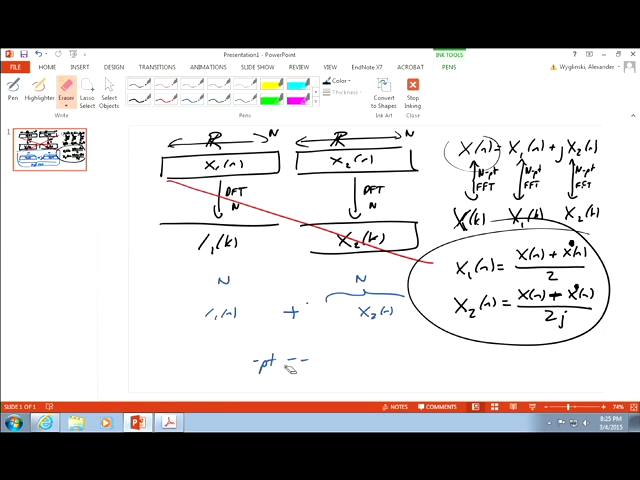 Presentation1 - PowerPoint
INK TOOLS
FILE HOME INSERT DESIGN TRANSITIONS ANIMATIONS SLIDE SHOW REVIEW VIEW EndNote X7 ACROBAT PENS
Wyglinski, Alexander
Pen Highlighter Eraser Lasso Select Select Objects
Color
Thickness
Convert to Shapes Stop Inking
Write Pens Ink Art Close
1
R N R N
X₁(n) X₂(n) X(n) = X₁(n) + j X₂(n)
DFT N DFT N
N-pt FFT N-pt FFT N-pt FFT
X(k) X₁(k) X₂(k)
X₂(k)
X₁(n) = X(n) + X*(n) / 2
N N
X₂(n) = X(n) - X*(n) / 2j
(n) + X₂(n)
-pt --
SLIDE 1 OF 1
NOTES COMMENTS 74%
8:25 PM
3/4/2015